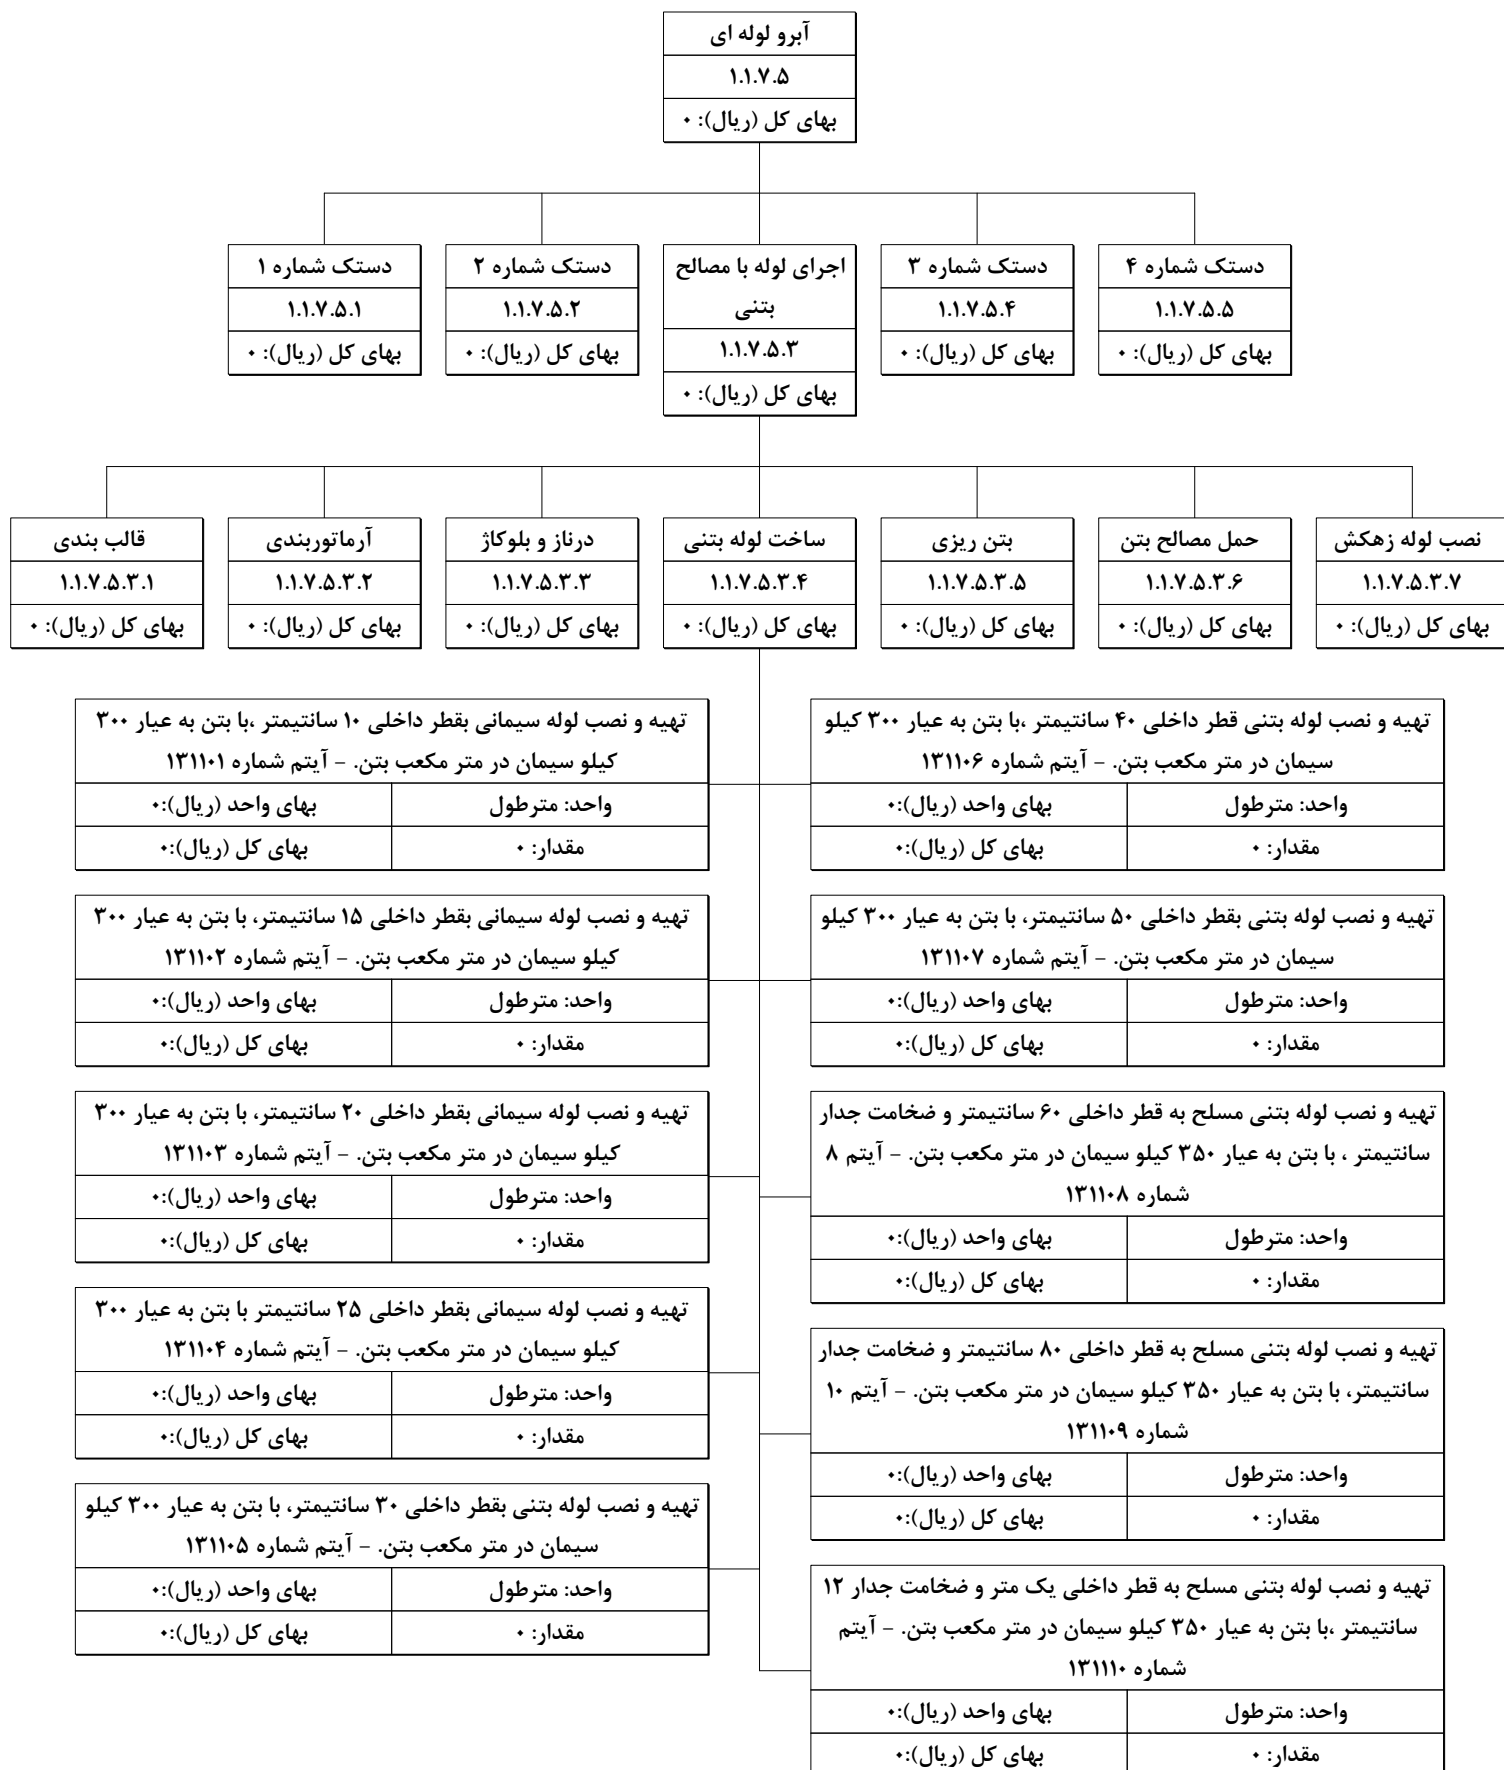 آبرو لوله ای
۱.۱.۷.۵
بهای کل (ریال): ۰
دستک شماره ۱
۱.۱.۷.۵.۱
بهای کل (ریال): ۰
دستک شماره ۲
۱.۱.۷.۵.۲
بهای کل (ریال): ۰
اجرای لوله با مصالح
بتنی
۱.۱.۷.۵.۳
بهای کل (ریال): ۰
دستک شماره ۳
۱.۱.۷.۵.۴
بهای کل (ریال): ۰
دستک شماره ۴
۱.۱.۷.۵.۵
بهای کل (ریال): ۰
قالب بندی
۱.۱.۷.۵.۳.۱
بهای کل (ریال): ۰
آرماتوربندی
۱.۱.۷.۵.۳.۲
بهای کل (ریال): ۰
درناز و بلوکاژ
۱.۱.۷.۵.۳.۳
بهای کل (ریال): ۰
ساخت لوله بتنی
۱.۱.۷.۵.۳.۴
بهای کل (ریال): ۰
بتن ریزی
۱.۱.۷.۵.۳.۵
بهای کل (ریال): ۰
حمل مصالح بتن
۱.۱.۷.۵.۳.۶
بهای کل (ریال): ۰
نصب لوله زهکش
۱.۱.۷.۵.۳.۷
بهای کل (ریال): ۰
تهیه و نصب لوله سیمانی بقطر داخلی ۱۰ سانتیمتر ،با بتن به عیار ۳۰۰
کیلو سیمان در متر مکعب بتن. - آیتم شماره ۱۳۱۱۰۱
واحد: مترطول
بهای واحد (ریال):۰
مقدار: ۰
بهای کل (ریال):۰
تهیه و نصب لوله سیمانی بقطر داخلی ۱۵ سانتیمتر، با بتن به عیار ۳۰۰
کیلو سیمان در متر مکعب بتن. - آیتم شماره ۱۳۱۱۰۲
واحد: مترطول
بهای واحد (ریال):۰
مقدار: ۰
بهای کل (ریال):۰
تهیه و نصب لوله سیمانی بقطر داخلی ۲۰ سانتیمتر، با بتن به عیار ۳۰۰
کیلو سیمان در متر مکعب بتن. - آیتم شماره ۱۳۱۱۰۳
واحد: مترطول
بهای واحد (ریال):۰
مقدار: ۰
بهای کل (ریال):۰
تهیه و نصب لوله سیمانی بقطر داخلی ۲۵ سانتیمتر با بتن به عیار ۳۰۰
کیلو سیمان در متر مکعب بتن. - آیتم شماره ۱۳۱۱۰۴
واحد: مترطول
بهای واحد (ریال):۰
مقدار: ۰
بهای کل (ریال):۰
تهیه و نصب لوله بتنی بقطر داخلی ۳۰ سانتیمتر، با بتن به عیار ۳۰۰ کیلو
سیمان در متر مکعب بتن. - آیتم شماره ۱۳۱۱۰۵
واحد: مترطول
بهای واحد (ریال):۰
مقدار: ۰
بهای کل (ریال):۰
تهیه و نصب لوله بتنی قطر داخلی ۴۰ سانتیمتر ،با بتن به عیار ۳۰۰ کیلو
سیمان در متر مکعب بتن. - آیتم شماره ۱۳۱۱۰۶
واحد: مترطول
بهای واحد (ریال):۰
مقدار: ۰
بهای کل (ریال):۰
تهیه و نصب لوله بتنی بقطر داخلی ۵۰ سانتیمتر، با بتن به عیار ۳۰۰ کیلو
سیمان در متر مکعب بتن. - آیتم شماره ۱۳۱۱۰۷
واحد: مترطول
بهای واحد (ریال):۰
مقدار: ۰
بهای کل (ریال):۰
تهیه و نصب لوله بتنی مسلح به قطر داخلی ۶۰ سانتیمتر و ضخامت جدار
سانتیمتر ، با بتن به عیار ۳۵۰ کیلو سیمان در متر مکعب بتن. - آیتم ۸
شماره ۱۳۱۱۰۸
واحد: مترطول
بهای واحد (ریال):۰
مقدار: ۰
بهای کل (ریال):۰
تهیه و نصب لوله بتنی مسلح به قطر داخلی ۸۰ سانتیمتر و ضخامت جدار
سانتیمتر، با بتن به عیار ۳۵۰ کیلو سیمان در متر مکعب بتن. - آیتم ۱۰
شماره ۱۳۱۱۰۹
واحد: مترطول
بهای واحد (ریال):۰
مقدار: ۰
بهای کل (ریال):۰
تهیه و نصب لوله بتنی مسلح به قطر داخلی یک متر و ضخامت جدار ۱۲
سانتیمتر ،با بتن به عیار ۳۵۰ کیلو سیمان در متر مکعب بتن. - آیتم
شماره ۱۳۱۱۱۰
واحد: مترطول
بهای واحد (ریال):۰
مقدار: ۰
بهای کل (ریال):۰